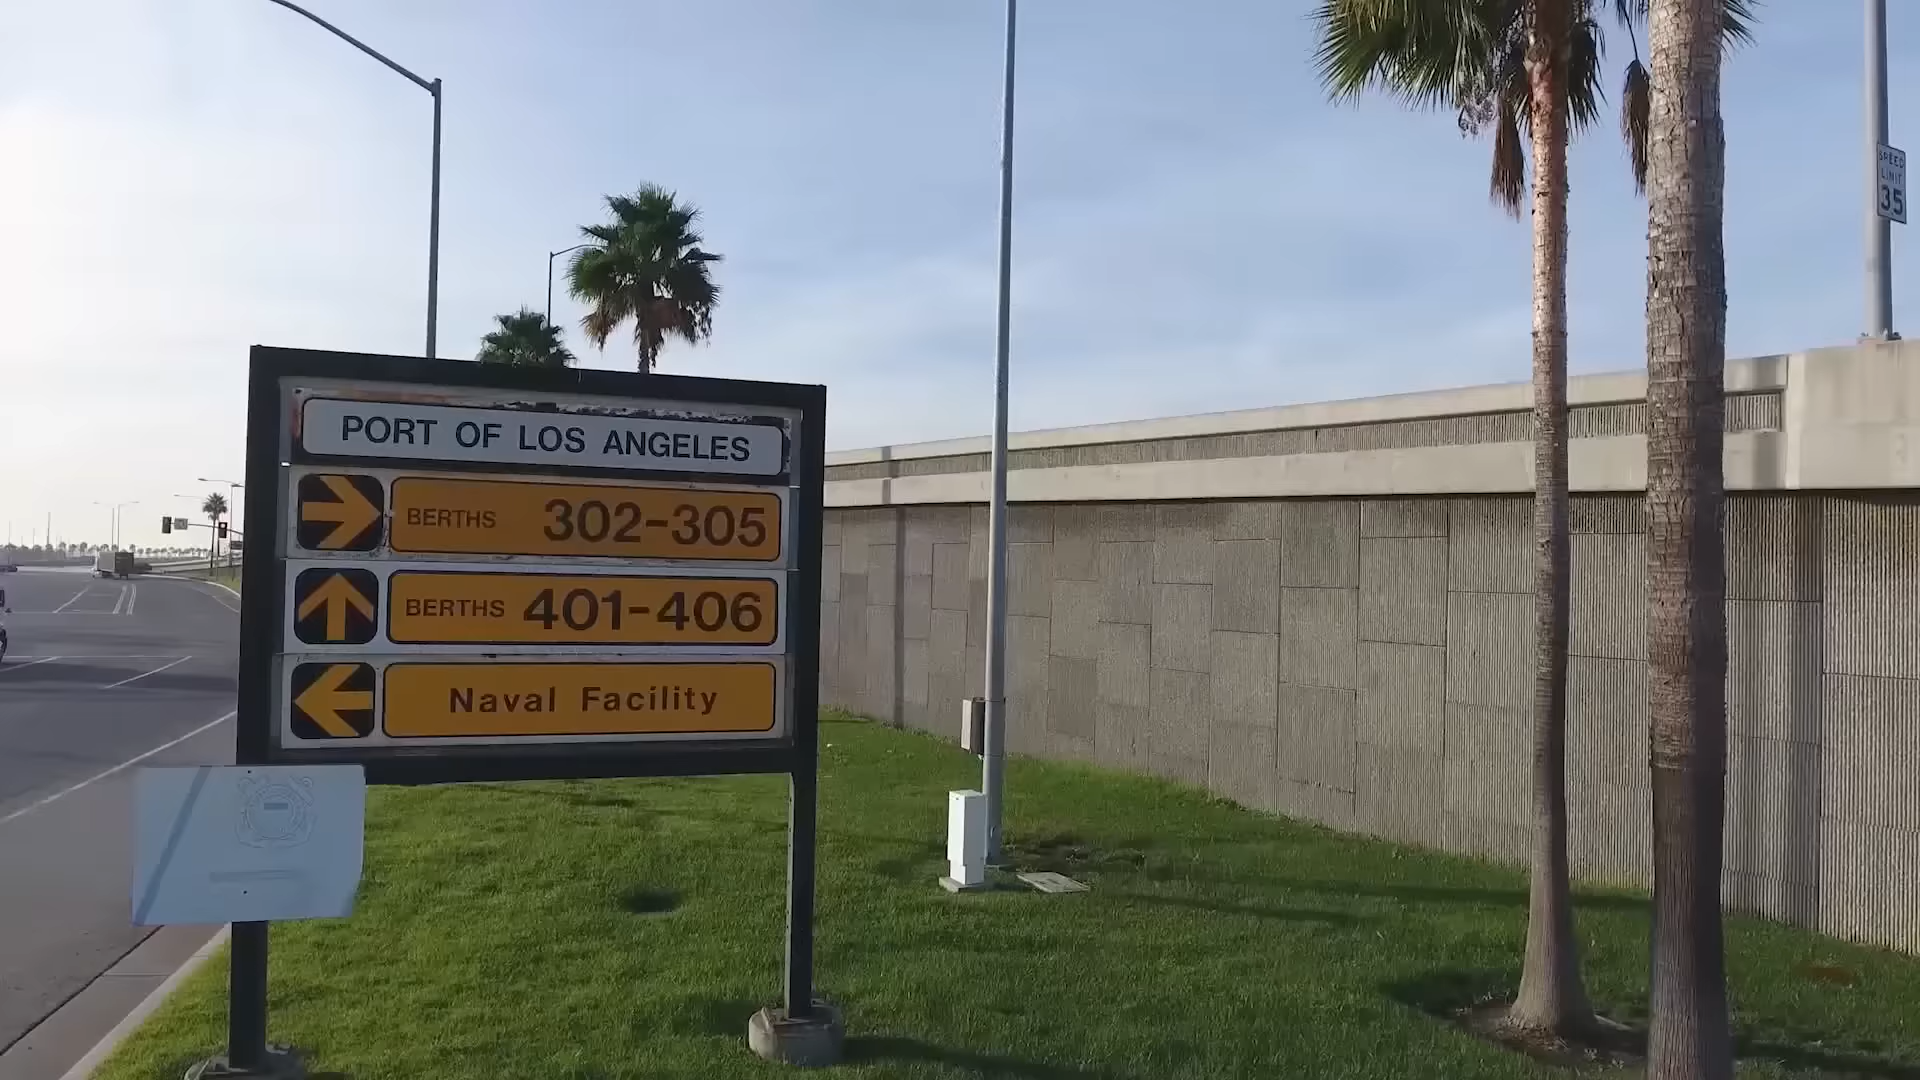 PORT OF LOS ANGELES
BERTHS 302-305
BERTHS 401-406
Naval Facility
SPEED
LIMIT
35